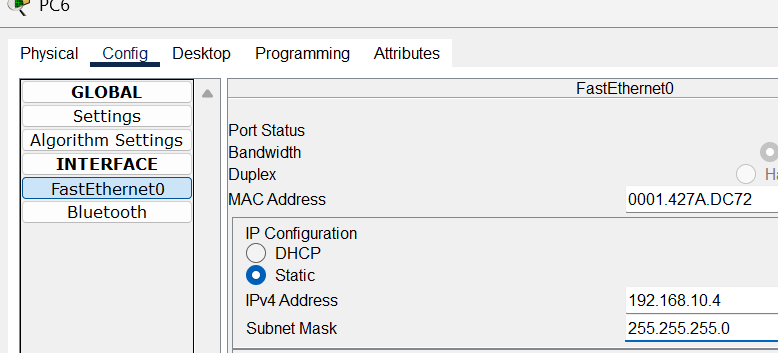 PC6
Physical Config Desktop Programming Attributes
GLOBAL
Settings
Algorithm Settings
INTERFACE
FastEthernet0
Bluetooth
FastEthernet0
Port Status
Bandwidth
Duplex
MAC Address 0001.427A.DC72
IP Configuration
DHCP
Static
IPv4 Address 192.168.10.4
Subnet Mask 255.255.255.0